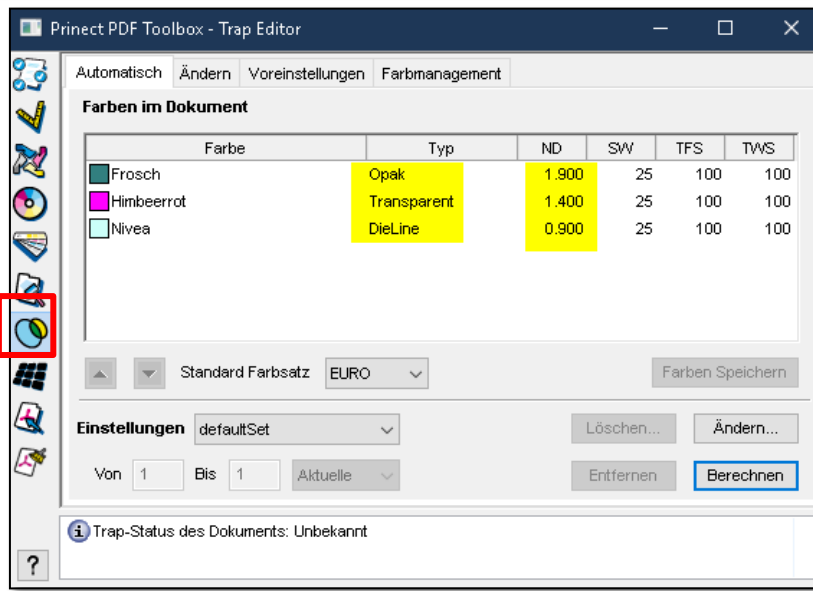 Prinect PDF Toolbox - Trap Editor
Automatisch Ändern Voreinstellungen Farbmanagement
Farben im Dokument
Farbe Typ ND SW TFS TWS
Frosch Opak 1.900 25 100 100
Himbeerrot Transparent 1.400 25 100 100
Nivea DieLine 0.900 25 100 100
Standard Farbsatz EURO Farben Speichern
Einstellungen defaultSet Löschen... Ändern...
Von 1 Bis 1 Aktuelle Entfernen Berechnen
Trap-Status des Dokuments: Unbekannt
?